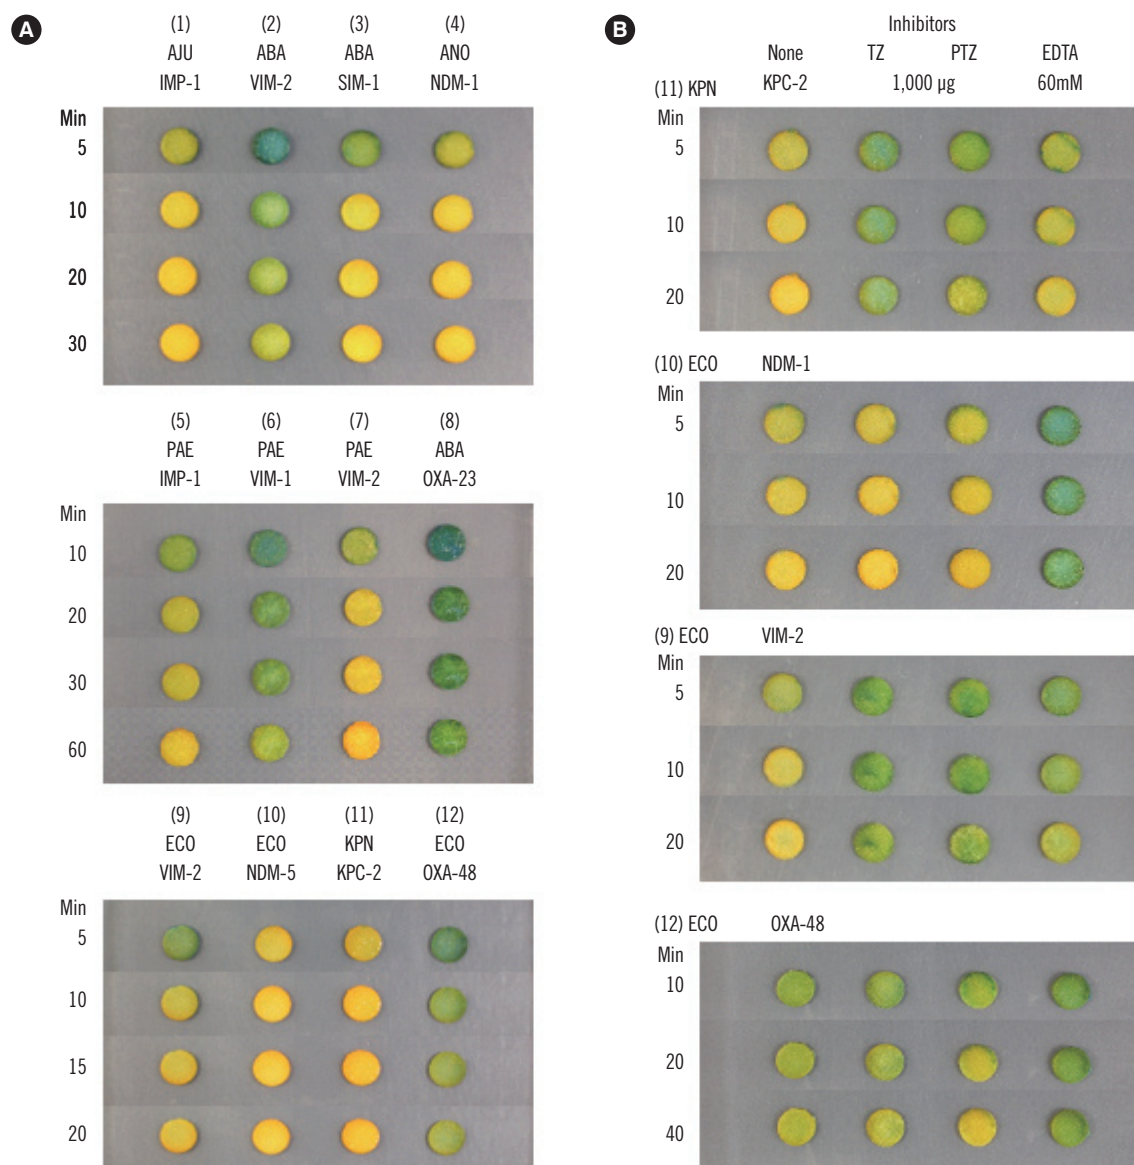 A
(1) (2) (3) (4)
AJU ABA ABA ANO
IMP-1 VIM-2 SIM-1 NDM-1
Min
5
10
20
30
(5) (6) (7) (8)
PAE PAE PAE ABA
IMP-1 VIM-1 VIM-2 OXA-23
Min
10
20
30
60
(9) (10) (11) (12)
ECO ECO KPN ECO
VIM-2 NDM-5 KPC-2 OXA-48
Min
5
10
15
20
B
Inhibitors
None TZ PTZ EDTA
(11) KPN KPC-2 1,000 µg 60mM
Min
5
10
20
(10) ECO NDM-1
Min
5
10
20
(9) ECO VIM-2
Min
5
10
20
(12) ECO OXA-48
Min
10
20
40